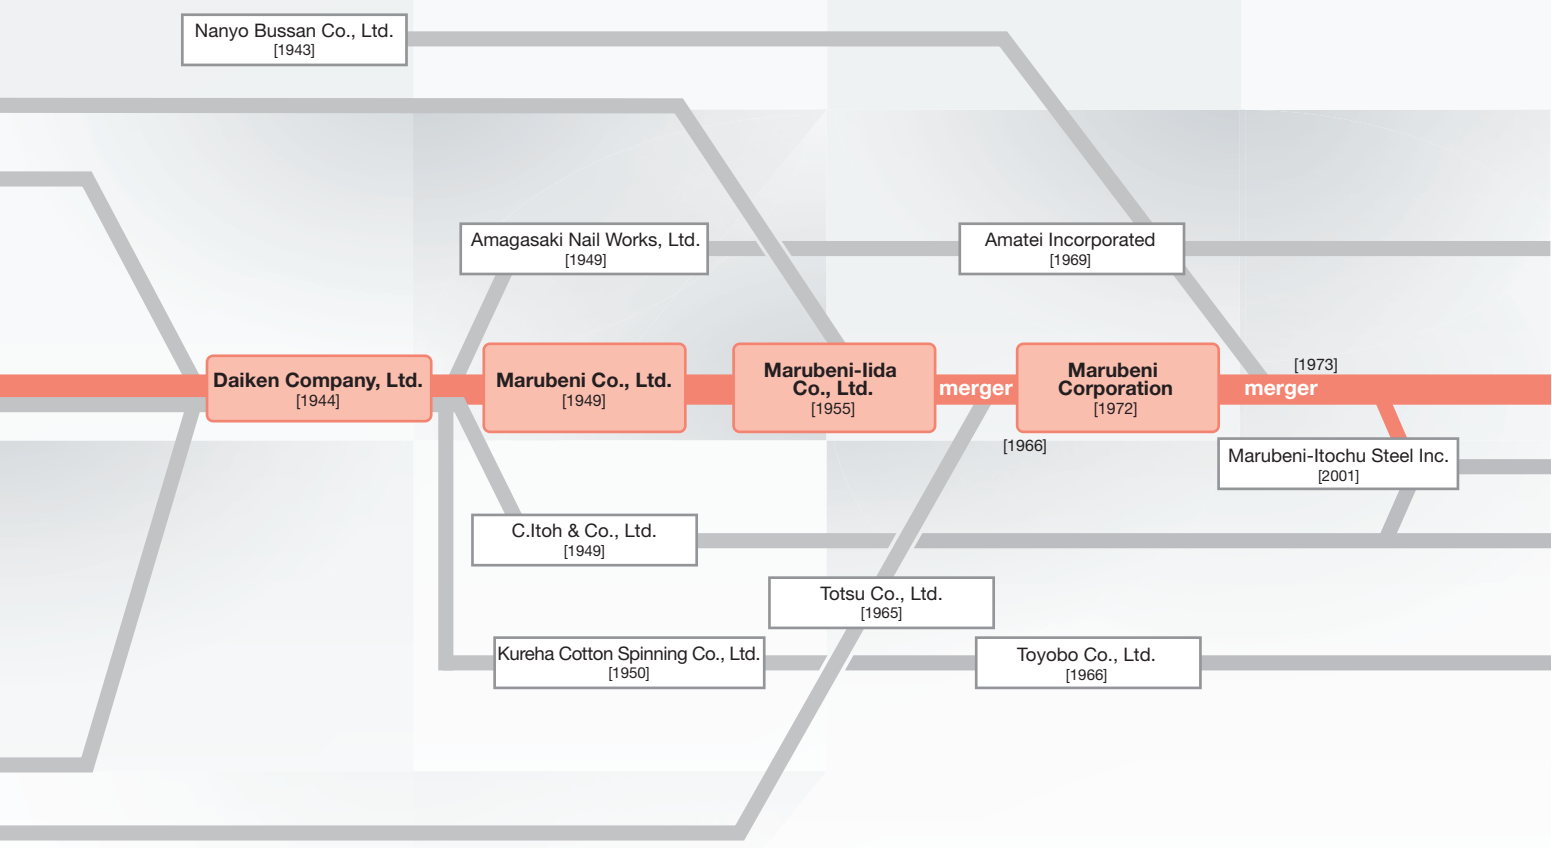 Nanyo Bussan Co., Ltd.
[1943]
Amagasaki Nail Works, Ltd.
[1949]
Amatei Incorporated
[1969]
Daiken Company, Ltd.
[1944]
Marubeni Co., Ltd.
[1949]
Marubeni-Iida
Co., Ltd.
[1955]
merger
[1966]
Marubeni
Corporation
[1972]
merger
[1973]
Marubeni-Itochu Steel Inc.
[2001]
C.Itoh & Co., Ltd.
[1949]
Totsu Co., Ltd.
[1965]
Kureha Cotton Spinning Co., Ltd.
[1950]
Toyobo Co., Ltd.
[1966]